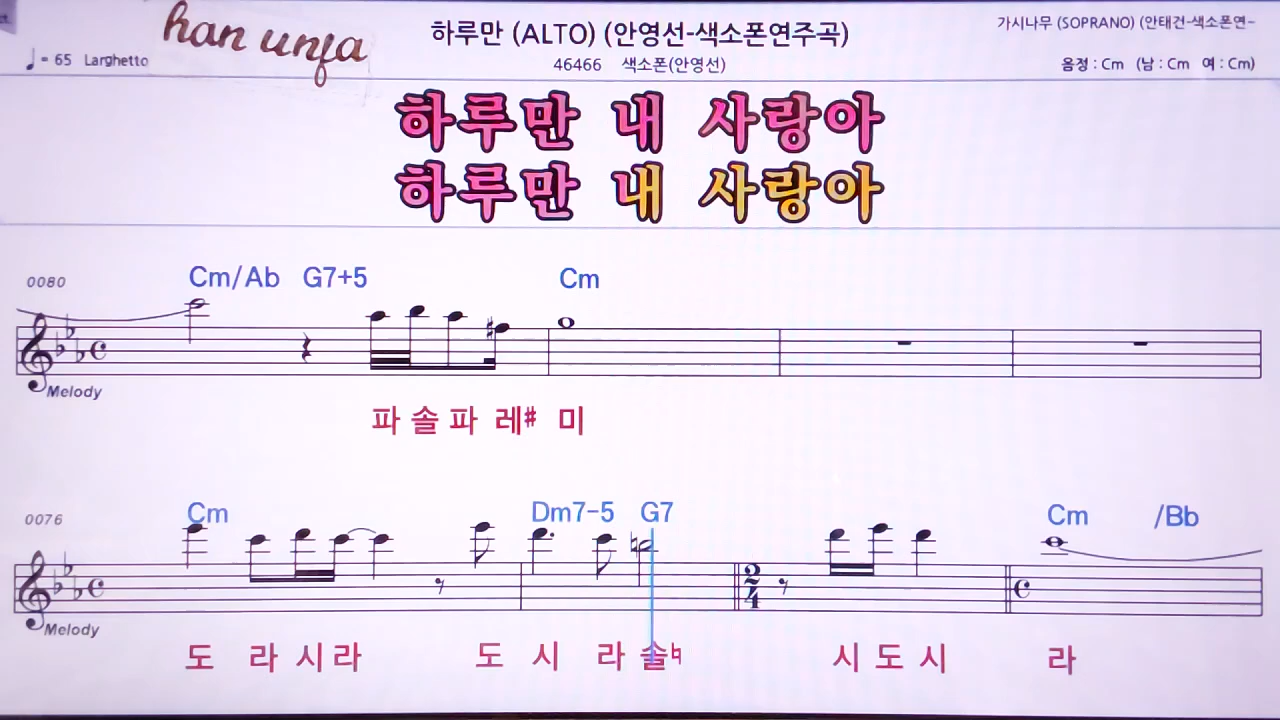 han unja
하루만 (ALTO) (안영선-색소폰연주곡)
가시나무 (SOPRANO) (안태건-색소폰연~
♩= 65 Larghetto
46466 색소폰(안영선)
음정 : Cm (남 : Cm 여 : Cm)
하루만 내 사랑아
하루만 내 사랑아
0080
Cm/Ab G7+5 Cm
Melody
파 솔 파 레# 미
0076
Cm Dm7-5 G7 Cm /Bb
2
4
Melody
도 라 시 라 도 시 라 솔♮ 시 도 시 라